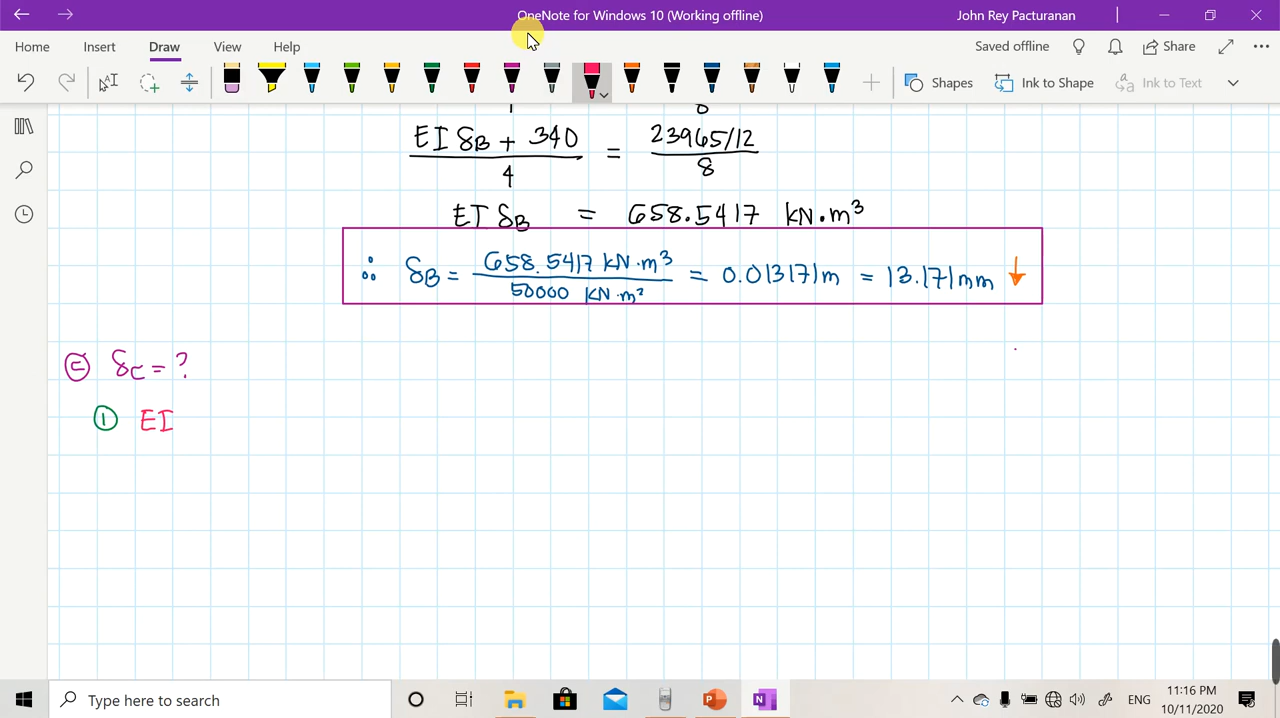 OneNote for Windows 10 (Working offline)
John Rey Pacturanan
Home Insert Draw View Help
Saved offline
Share
Shapes
Ink to Shape
Ink to Text
EI δB + 340 / 4 = 23965/12 / 8
EI δB = 658.5417 kN·m³
∴ δB = 658.5417 kN·m³ / 50000 kN·m² = 0.013171m = 13.171mm ↓
Ⓒ δC = ?
① EI
Type here to search
ENG
11:16 PM
10/11/2020